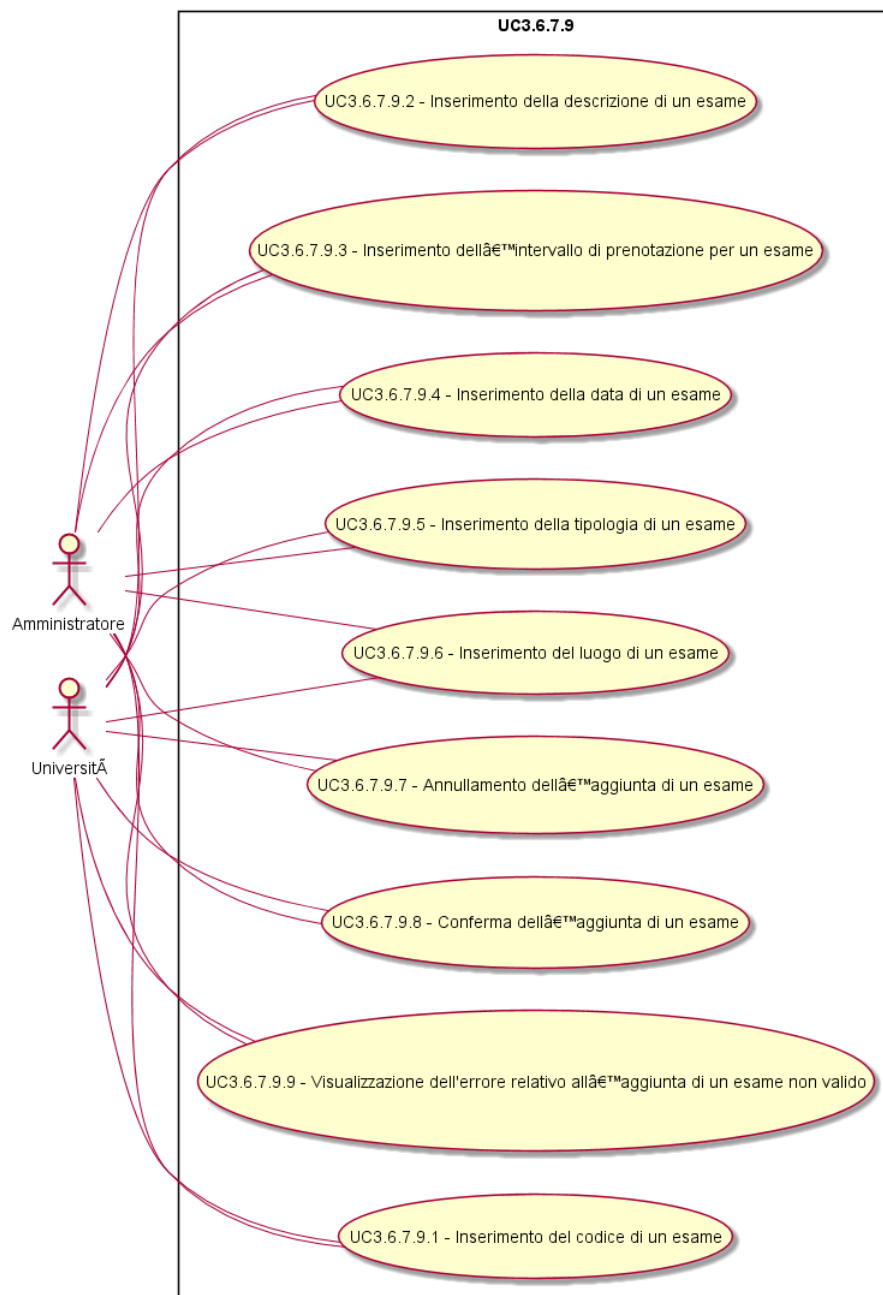 UC3.6.7.9
UC3.6.7.9.2 - Inserimento della descrizione di un esame
UC3.6.7.9.3 - Inserimento dellâ€™intervallo di prenotazione per un esame
UC3.6.7.9.4 - Inserimento della data di un esame
UC3.6.7.9.5 - Inserimento della tipologia di un esame
Amministratore
UC3.6.7.9.6 - Inserimento del luogo di un esame
UniversitÃ
UC3.6.7.9.7 - Annullamento dellâ€™aggiunta di un esame
UC3.6.7.9.8 - Conferma dellâ€™aggiunta di un esame
UC3.6.7.9.9 - Visualizzazione dell'errore relativo allâ€™aggiunta di un esame non valido
UC3.6.7.9.1 - Inserimento del codice di un esame